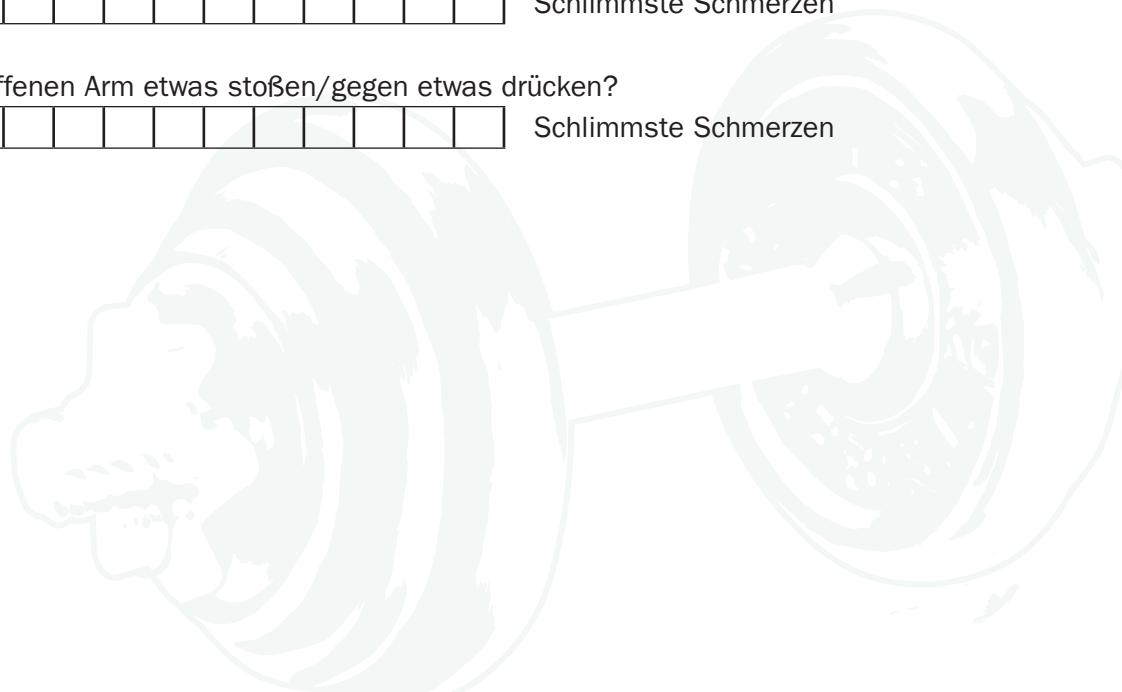 Schlimmste Schmerzen
ffenen Arm etwas stoßen/gegen etwas drücken?
Schlimmste Schmerzen